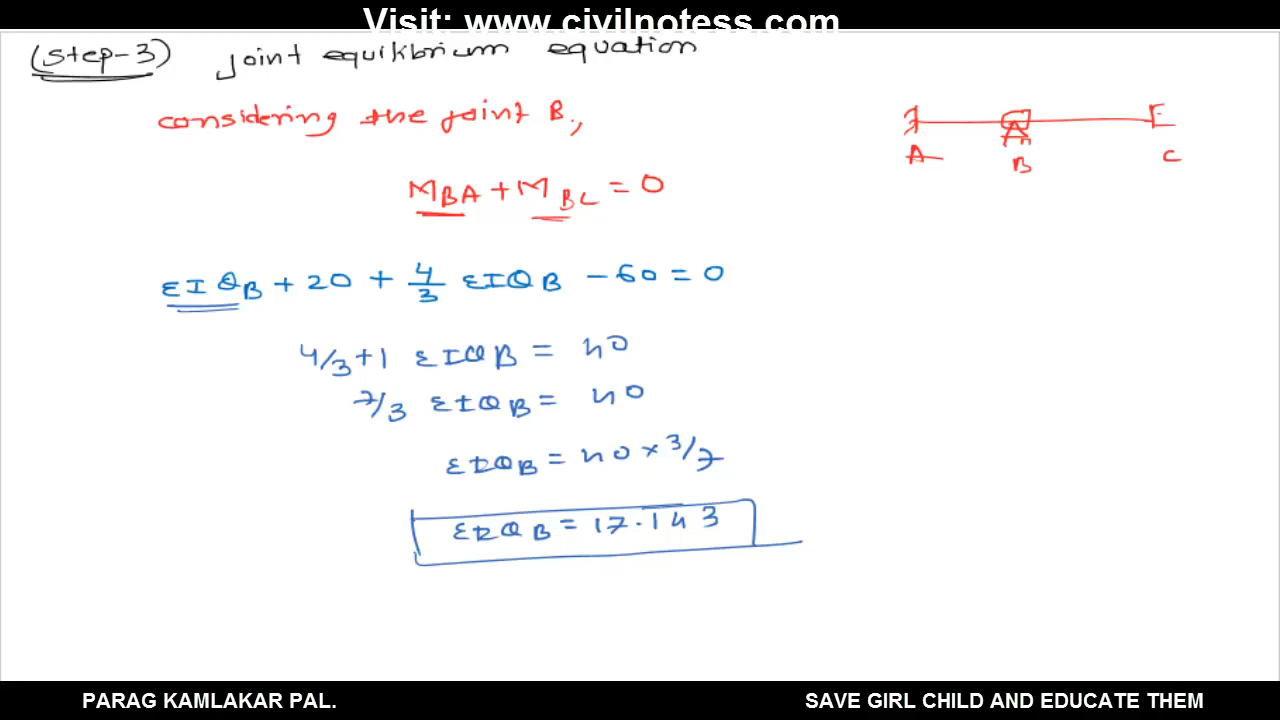 Visit: www.civilnotess.com
(Step-3) Joint equilibrium equation
considering the joint B.,
A B C
MBA + MBC = 0
EIθB + 20 + 4/3 EIθB - 60 = 0
4/3 + 1 EIθB = 40
7/3 EIθB = 40
EIθB = 40 × 3/7
EIθB = 17.143
PARAG KAMLAKAR PAL.
SAVE GIRL CHILD AND EDUCATE THEM